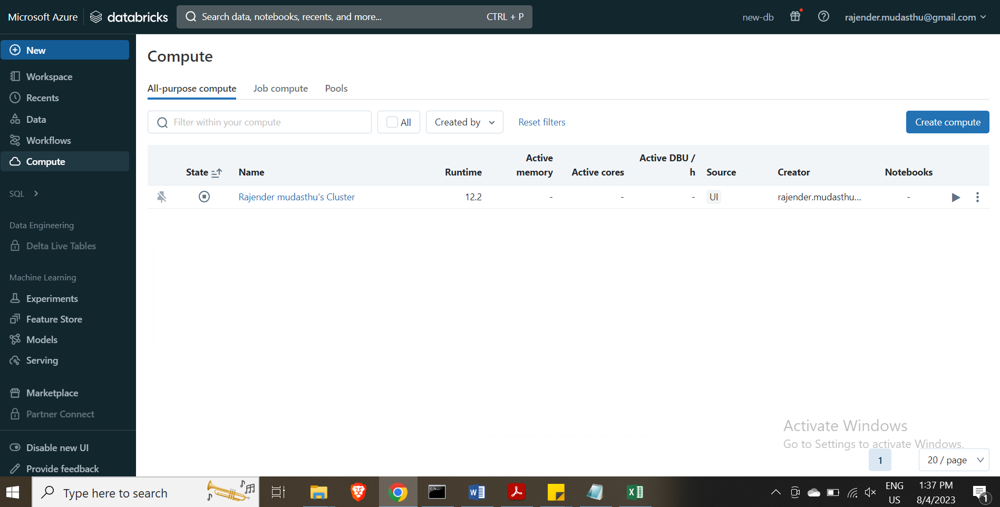 Microsoft Azure databricks Search data, notebooks, recents, and more... CTRL + P new-db rajender.mudasthu@gmail.com
New
Workspace
Recents
Data
Workflows
Compute
SQL
Data Engineering
Delta Live Tables
Machine Learning
Experiments
Feature Store
Models
Serving
Marketplace
Partner Connect
Disable new UI
Provide feedback
Compute
All-purpose compute Job compute Pools
Filter within your compute All Created by Reset filters Create compute
State Name Runtime Active memory Active cores Active DBU / h Source Creator Notebooks
Rajender mudasthu's Cluster 12.2 - - - UI rajender.mudasthu... -
Activate Windows
Go to Settings to activate Windows.
1 20 / page
Type here to search ENG US 1:37 PM 8/4/2023 1